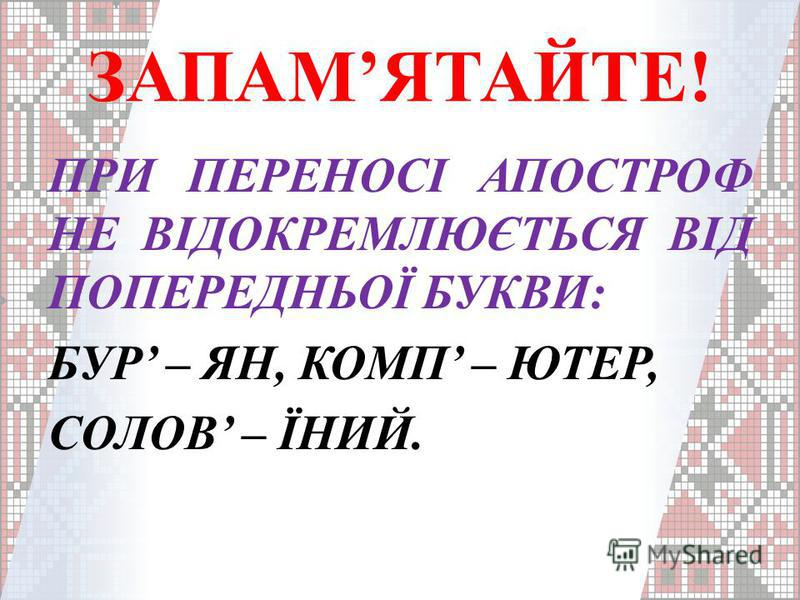 ЗАПАМ’ЯТАЙТЕ!
ПРИ ПЕРЕНОСІ АПОСТРОФ
НЕ ВІДОКРЕМЛЮЄТЬСЯ ВІД
ПОПЕРЕДНЬОЇ БУКВИ:
БУР’ – ЯН, КОМП’ – ЮТЕР,
СОЛОВ’ – ЇНИЙ.
MyShared